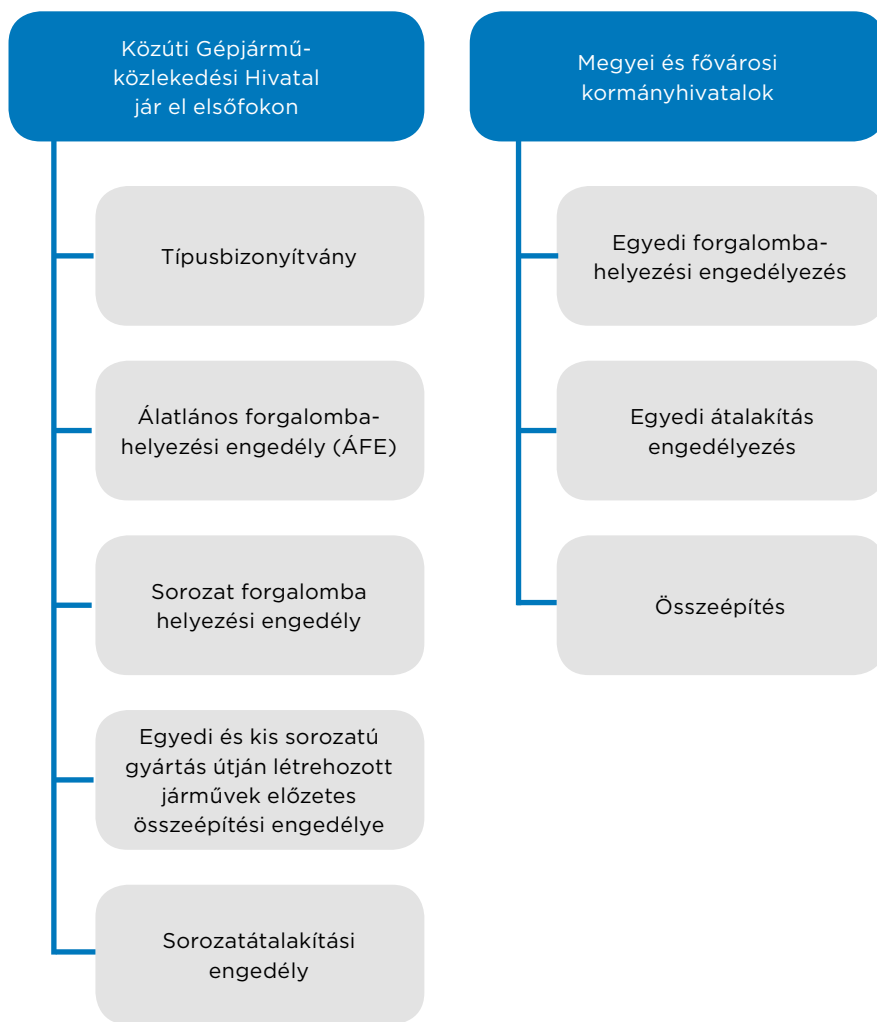 Közúti Gépjármű-
közlekedési Hivatal
jár el elsőfokon
Típusbizonyítvány
Álatlános forgalomba-
helyezési engedély (ÁFE)
Sorozat forgalomba
helyezési engedély
Egyedi és kis sorozatú
gyártás útján létrehozott
járművek előzetes
összeépítési engedélye
Sorozatátalakítási
engedély
Megyei és fővárosi
kormányhivatalok
Egyedi forgalomba-
helyezési engedélyezés
Egyedi átalakítás
engedélyezés
Összeépítés